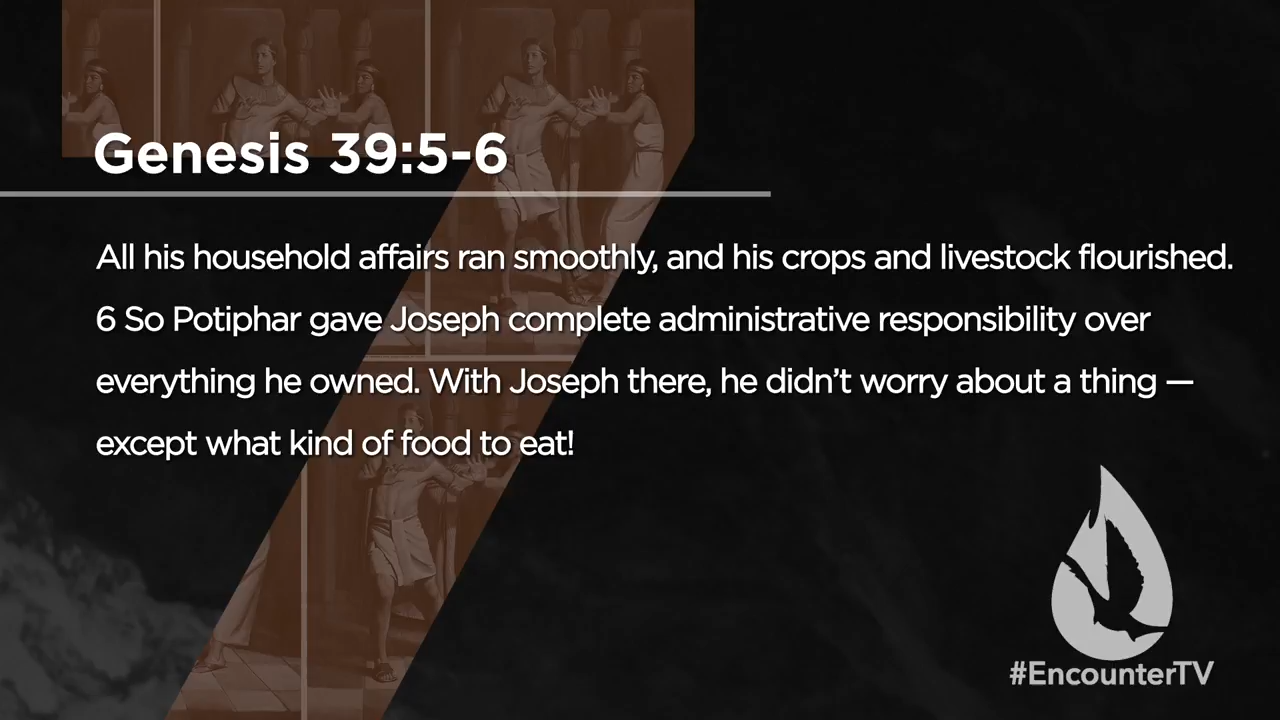 Genesis 39:5-6
All his household affairs ran smoothly, and his crops and livestock flourished.
6 So Potiphar gave Joseph complete administrative responsibility over
everything he owned. With Joseph there, he didn’t worry about a thing —
except what kind of food to eat!
#EncounterTV